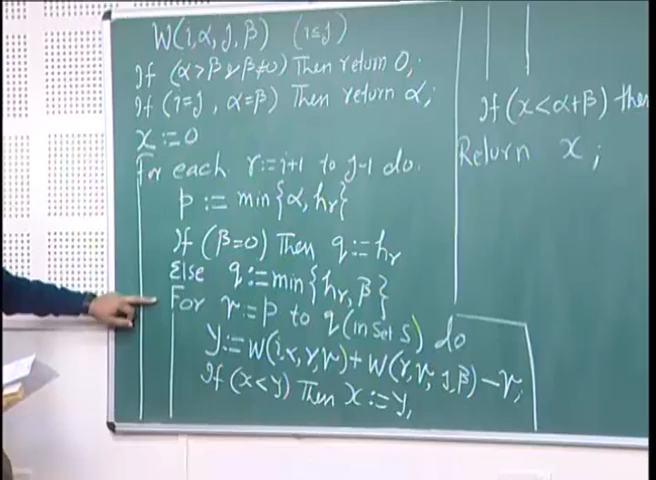 W(i,α,j,β) (i≤j)
If (α>β & β≠0) Then return 0;
If (i=j, α=β) Then return α;
x:=0
For each r:=i+1 to j-1 do.
p := min{α,hᵣ}
If (β=0) Then q:=hᵣ
Else q:=min{hᵣ,β}
For γ:=p to q (in set S) do
y:=W(i,α,r,γ)+W(r,γ,j,β)-γ;
If (x<y) Then x:=y,
If (x<α+β) then
Return x;